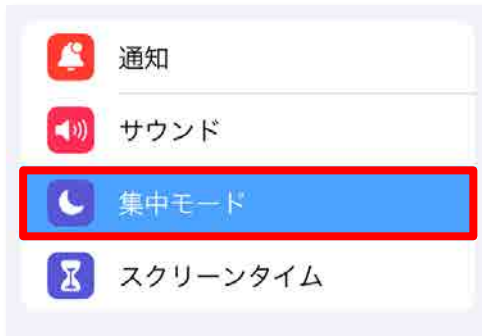 通知
サウンド
集中モード
スクリーンタイム